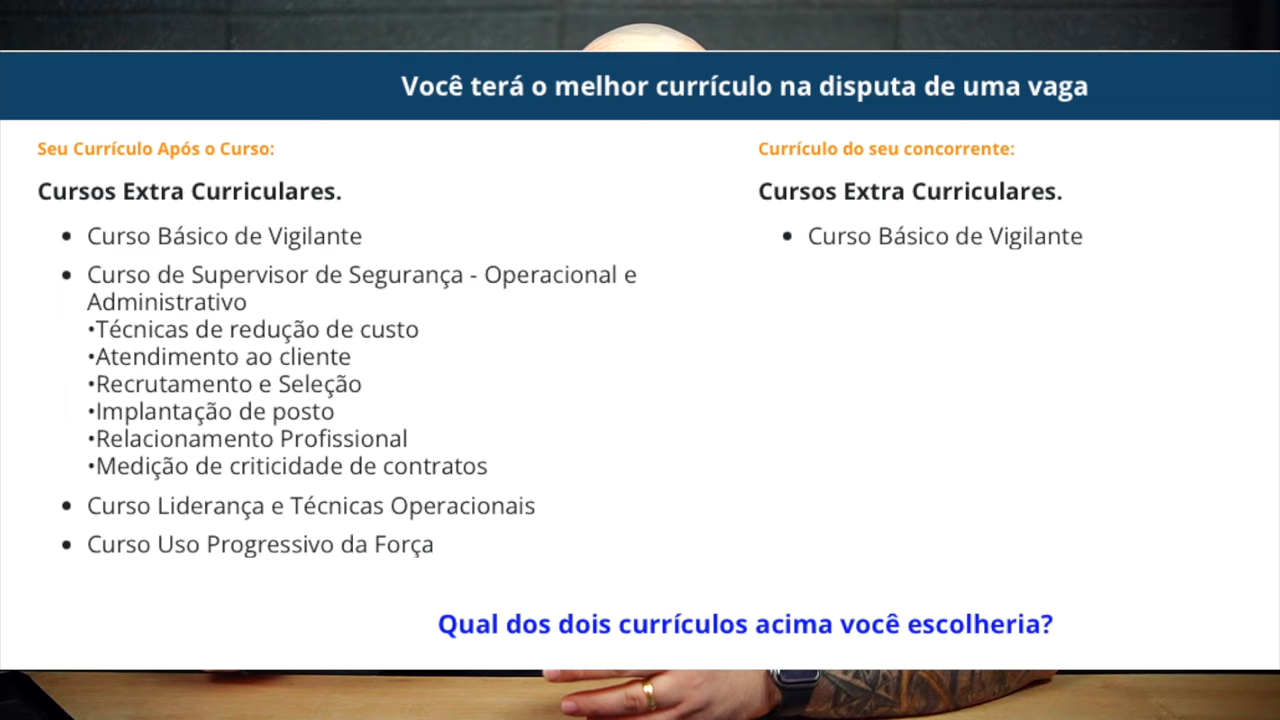 Você terá o melhor currículo na disputa de uma vaga
Seu Currículo Após o Curso:
Cursos Extra Curriculares.
• Curso Básico de Vigilante
• Curso de Supervisor de Segurança - Operacional e
Administrativo
•Técnicas de redução de custo
•Atendimento ao cliente
•Recrutamento e Seleção
•Implantação de posto
•Relacionamento Profissional
•Medição de criticidade de contratos
• Curso Liderança e Técnicas Operacionais
• Curso Uso Progressivo da Força
Currículo do seu concorrente:
Cursos Extra Curriculares.
• Curso Básico de Vigilante
Qual dos dois currículos acima você escolheria?